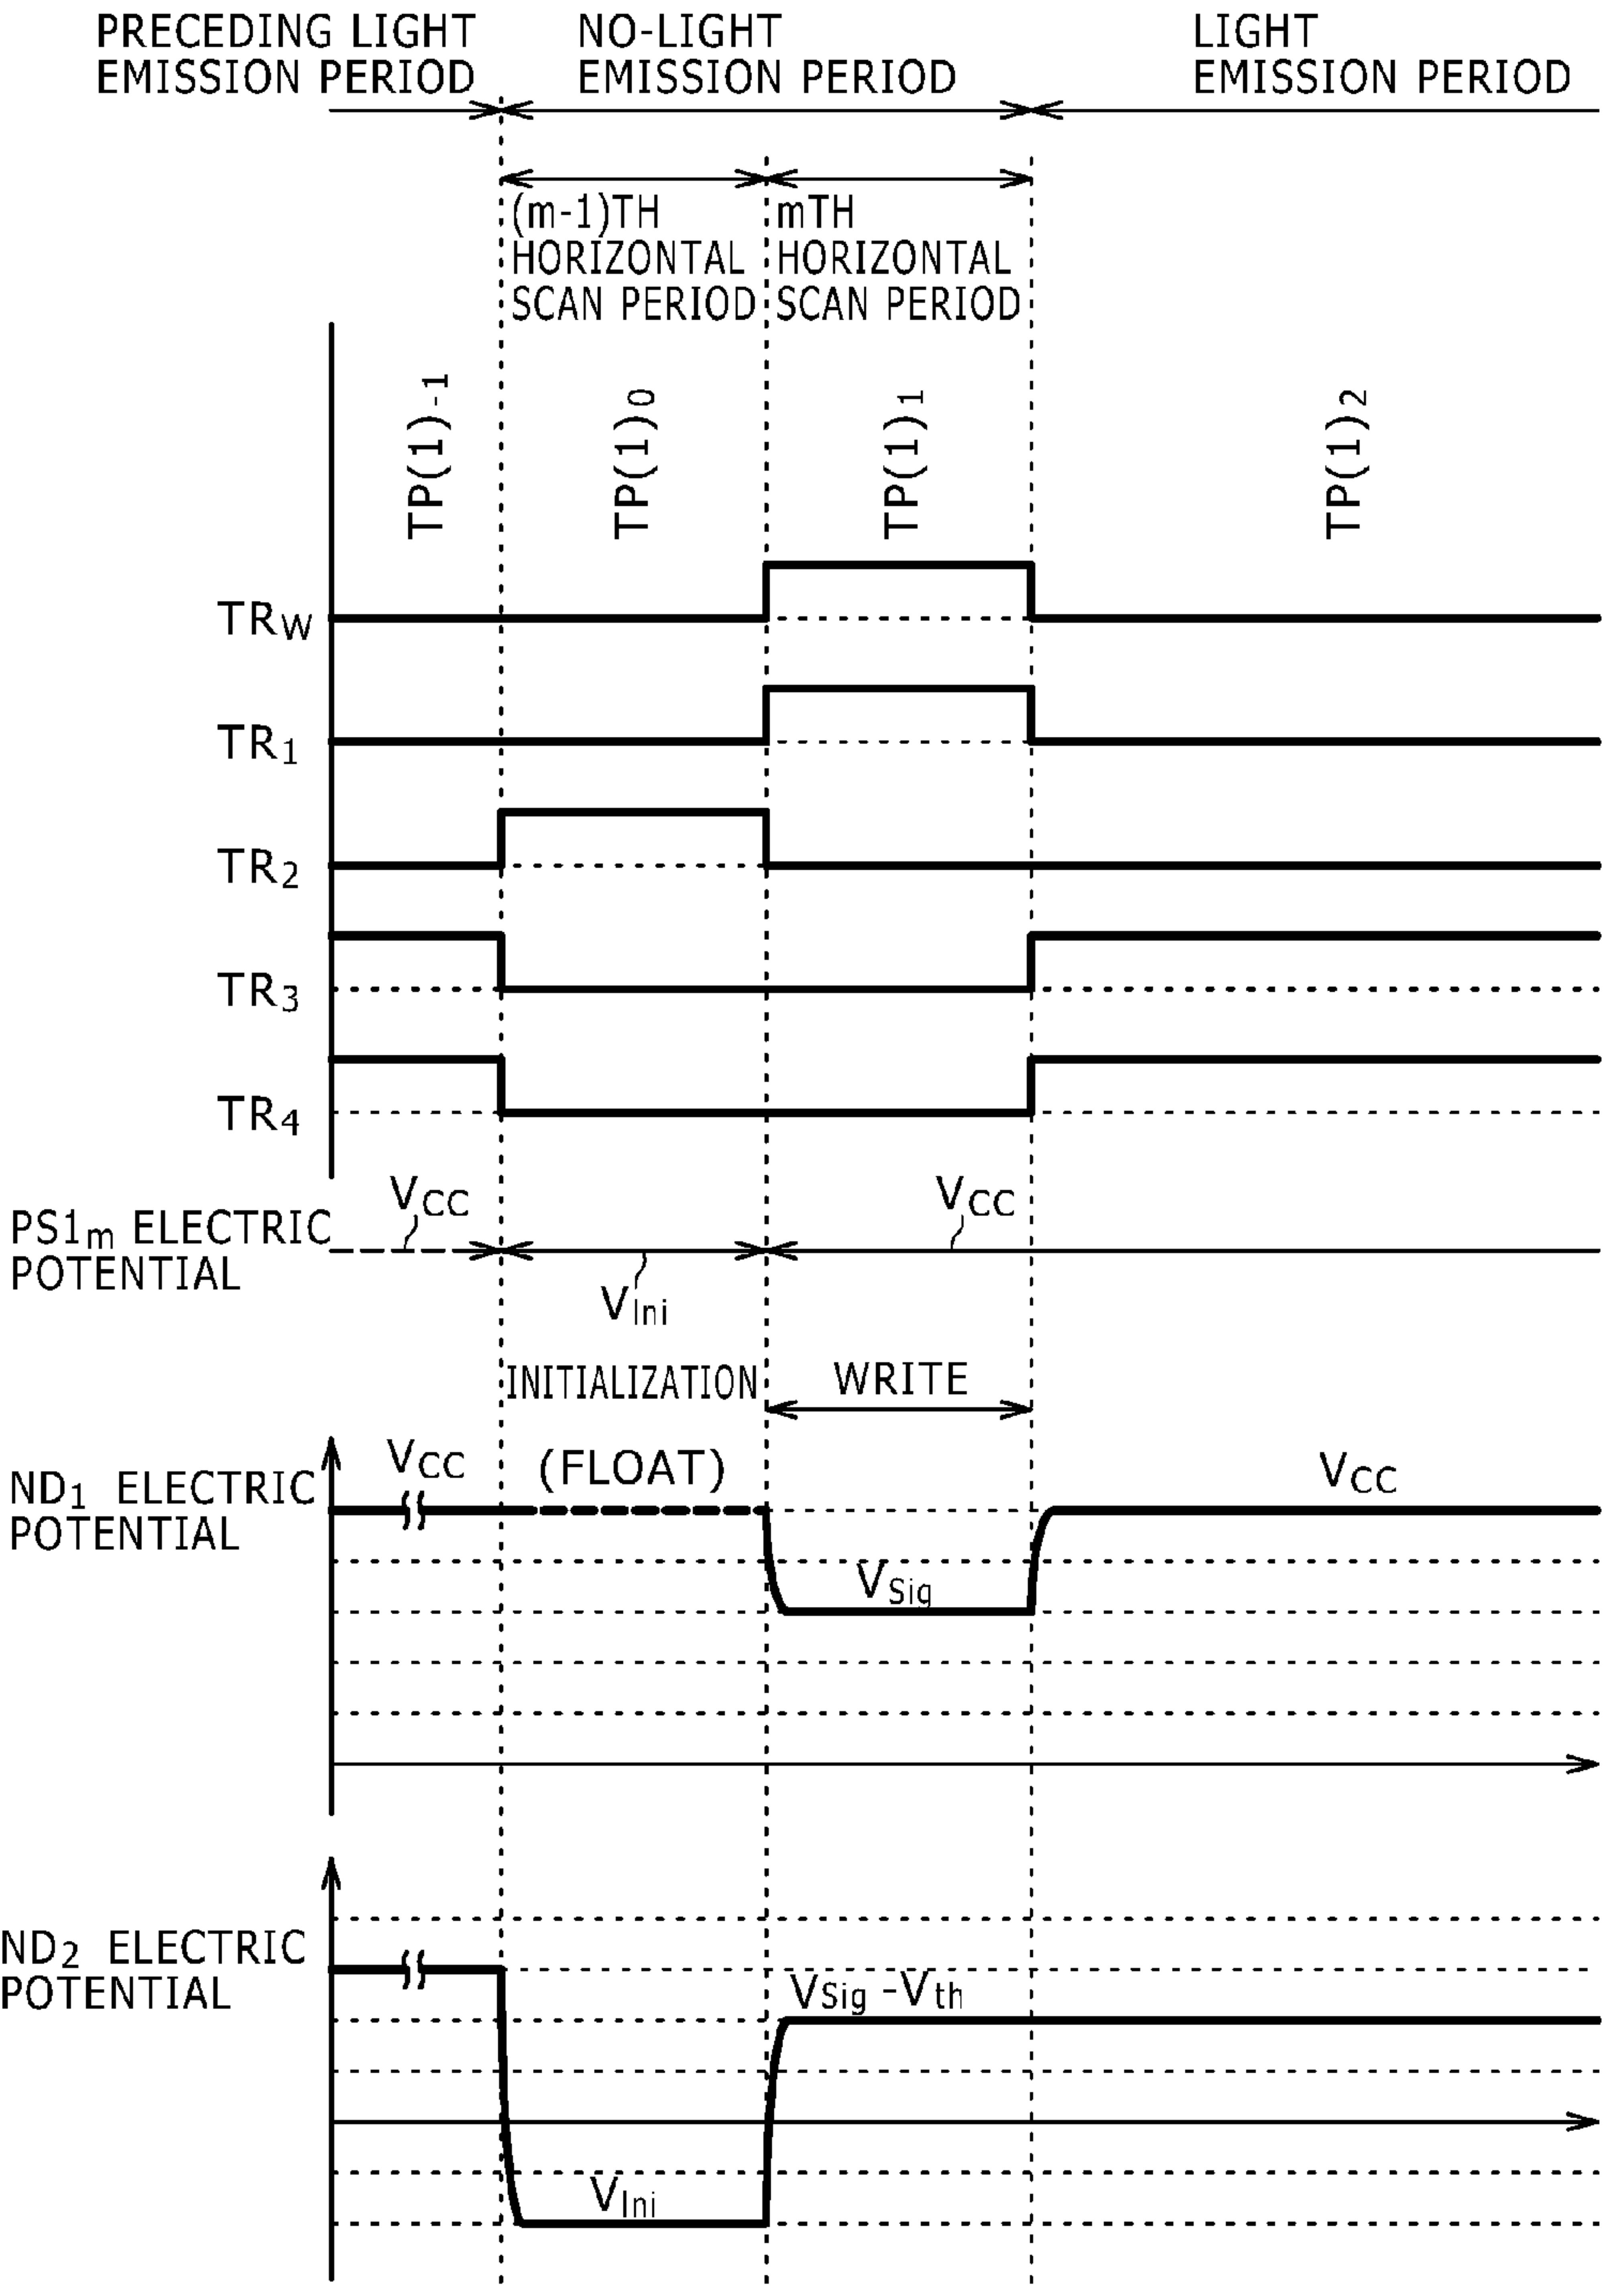 PRECEDING LIGHT
EMISSION PERIOD
NO-LIGHT
EMISSION PERIOD
LIGHT
EMISSION PERIOD
(m-1)TH
HORIZONTAL
SCAN PERIOD
mTH
HORIZONTAL
SCAN PERIOD
TP(1)-1
TP(1)0
TP(1)1
TP(1)2
TRW
TR1
TR2
TR3
TR4
PS1m ELECTRIC
POTENTIAL
VCC
VIni
VCC
INITIALIZATION
WRITE
ND1 ELECTRIC
POTENTIAL
VCC
(FLOAT)
VSig
VCC
ND2 ELECTRIC
POTENTIAL
VSig -Vth
VIni